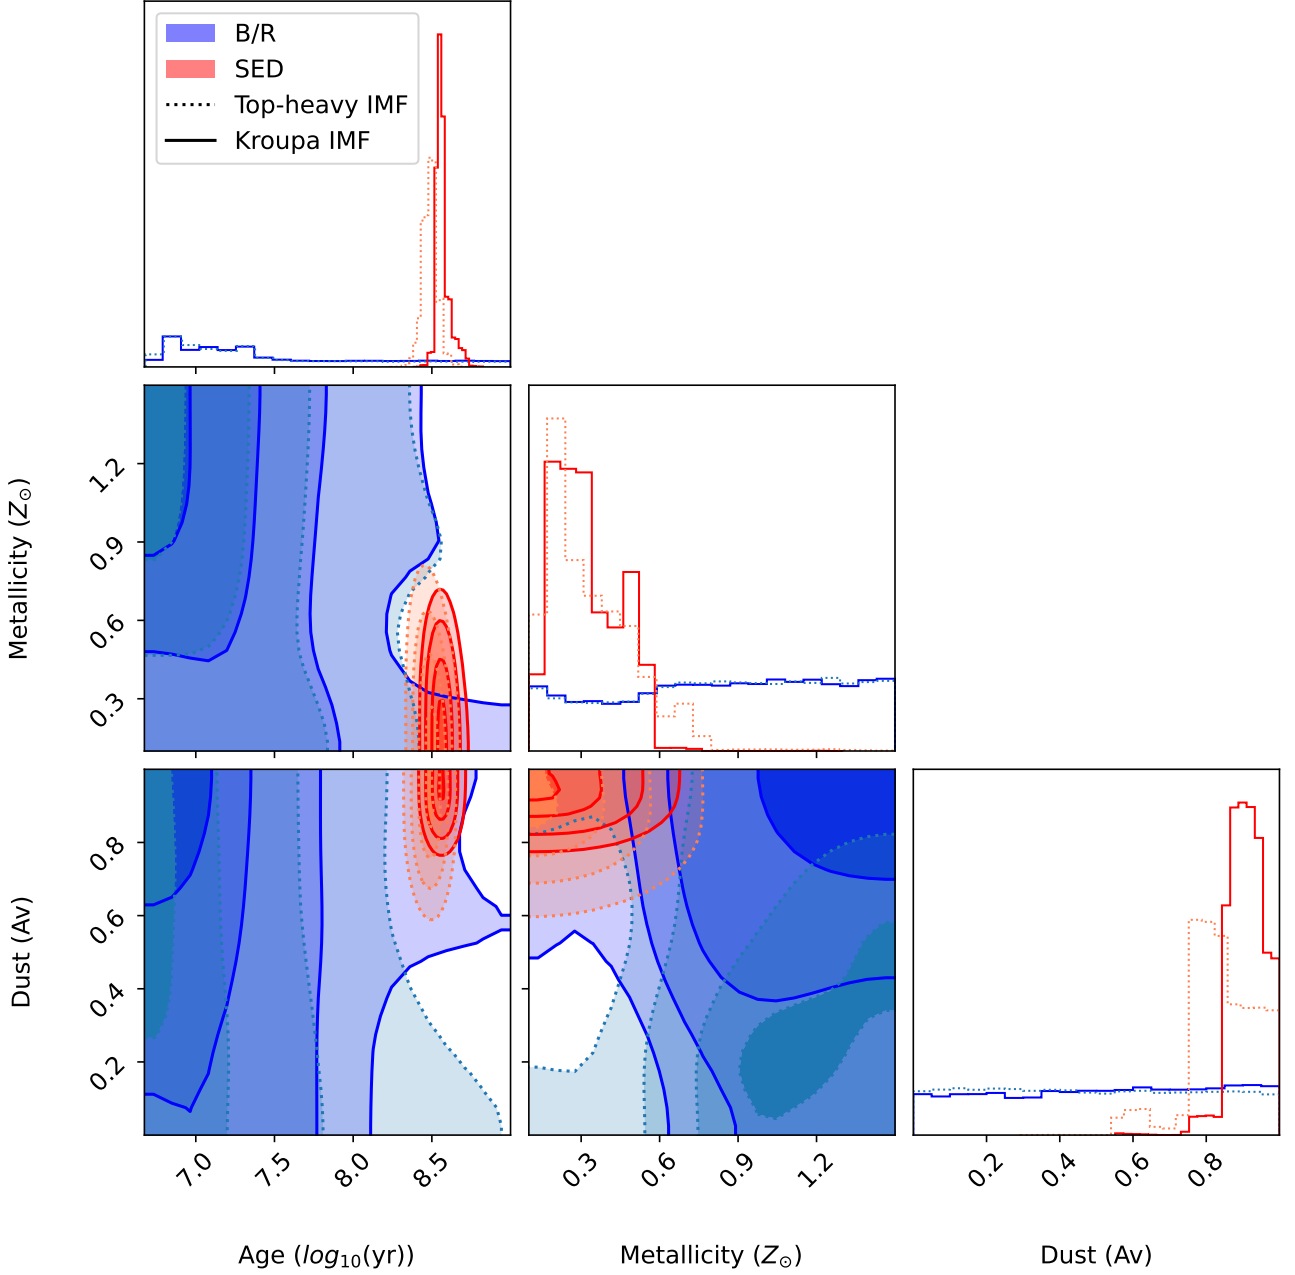 B/R
SED
Top-heavy IMF
Kroupa IMF
Metallicity (Z⊙)
1.2
0.9
0.6
0.3
Dust (Av)
0.8
0.6
0.4
0.2
7.0 7.5 8.0 8.5 0.3 0.6 0.9 1.2 0.2 0.4 0.6 0.8
Age (log10(yr)) Metallicity (Z⊙) Dust (Av)